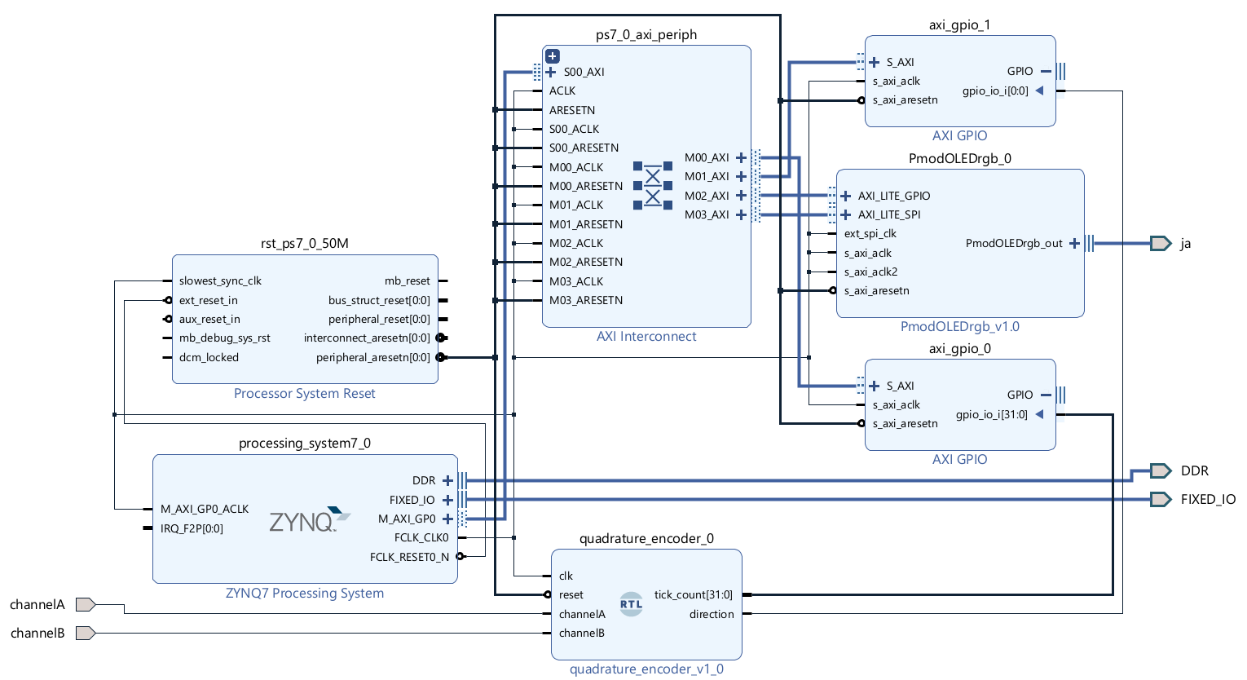 ps7_0_axi_periph
S00_AXI
ACLK
ARESETN
S00_ACLK
S00_ARESETN
M00_ACLK
M00_ARESETN
M01_ACLK
M01_ARESETN
M02_ACLK
M02_ARESETN
M03_ACLK
M03_ARESETN
M00_AXI
M01_AXI
M02_AXI
M03_AXI
AXI Interconnect
axi_gpio_1
S_AXI
s_axi_aclk
s_axi_aresetn
GPIO
gpio_io_i[0:0]
AXI GPIO
PmodOLEDrgb_0
AXI_LITE_GPIO
AXI_LITE_SPI
ext_spi_clk
s_axi_aclk
s_axi_aclk2
s_axi_aresetn
PmodOLEDrgb_out
PmodOLEDrgb_v1.0
ja
rst_ps7_0_50M
slowest_sync_clk
ext_reset_in
aux_reset_in
mb_debug_sys_rst
dcm_locked
mb_reset
bus_struct_reset[0:0]
peripheral_reset[0:0]
interconnect_aresetn[0:0]
peripheral_aresetn[0:0]
Processor System Reset
axi_gpio_0
S_AXI
s_axi_aclk
s_axi_aresetn
GPIO
gpio_io_i[31:0]
AXI GPIO
processing_system7_0
M_AXI_GP0_ACLK
IRQ_F2P[0:0]
ZYNQ
DDR
FIXED_IO
M_AXI_GP0
FCLK_CLK0
FCLK_RESET0_N
ZYNQ7 Processing System
DDR
FIXED_IO
quadrature_encoder_0
clk
reset
channelA
channelB
RTL
tick_count[31:0]
direction
quadrature_encoder_v1_0
channelA
channelB